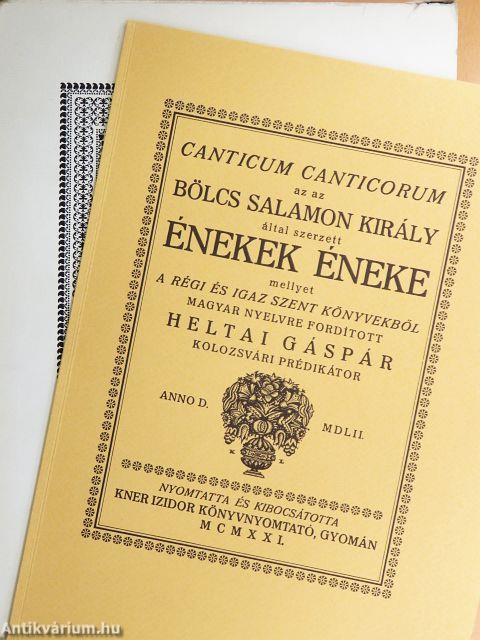 CANTICUM CANTICORUM
az az
BÖLCS SALAMON KIRÁLY
által szerzett
ÉNEKEK ÉNEKE
mellyet
A RÉGI ÉS IGAZ SZENT KÖNYVEKBŐL
MAGYAR NYELVRE FORDÍTOTT
HELTAI GÁSPÁR
KOLOZSVÁRI PRÉDIKÁTOR
ANNO D. MDLII.
K L
NYOMTATTA ÉS KIBOCSÁTOTTA
KNER IZIDOR KÖNYVNYOMTATÓ, GYOMÁN
MCMXXI.
Antikvárium.hu